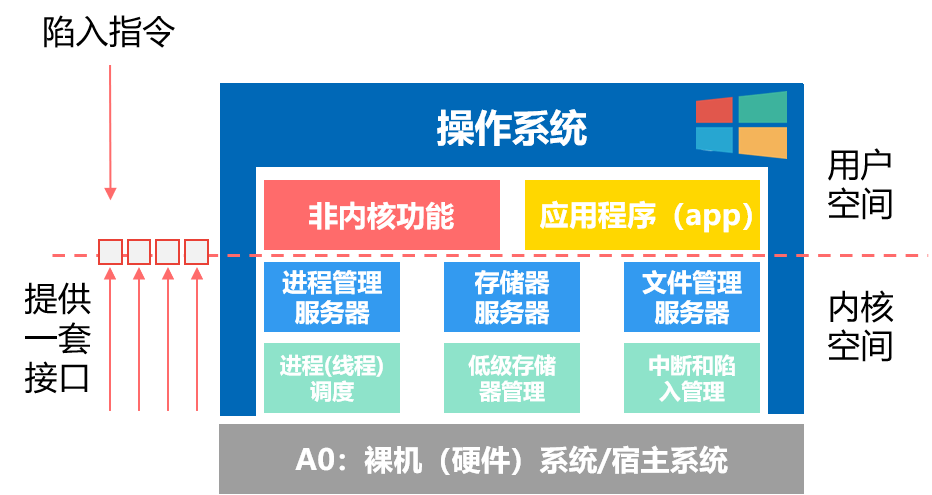 陷入指令
操作系统
用户
空间
非内核功能
应用程序（app）
提供
一套
接口
进程管理
服务器
存储器
服务器
文件管理
服务器
内核
空间
进程(线程)
调度
低级存储
器管理
中断和陷
入管理
A0：裸机（硬件）系统/宿主系统